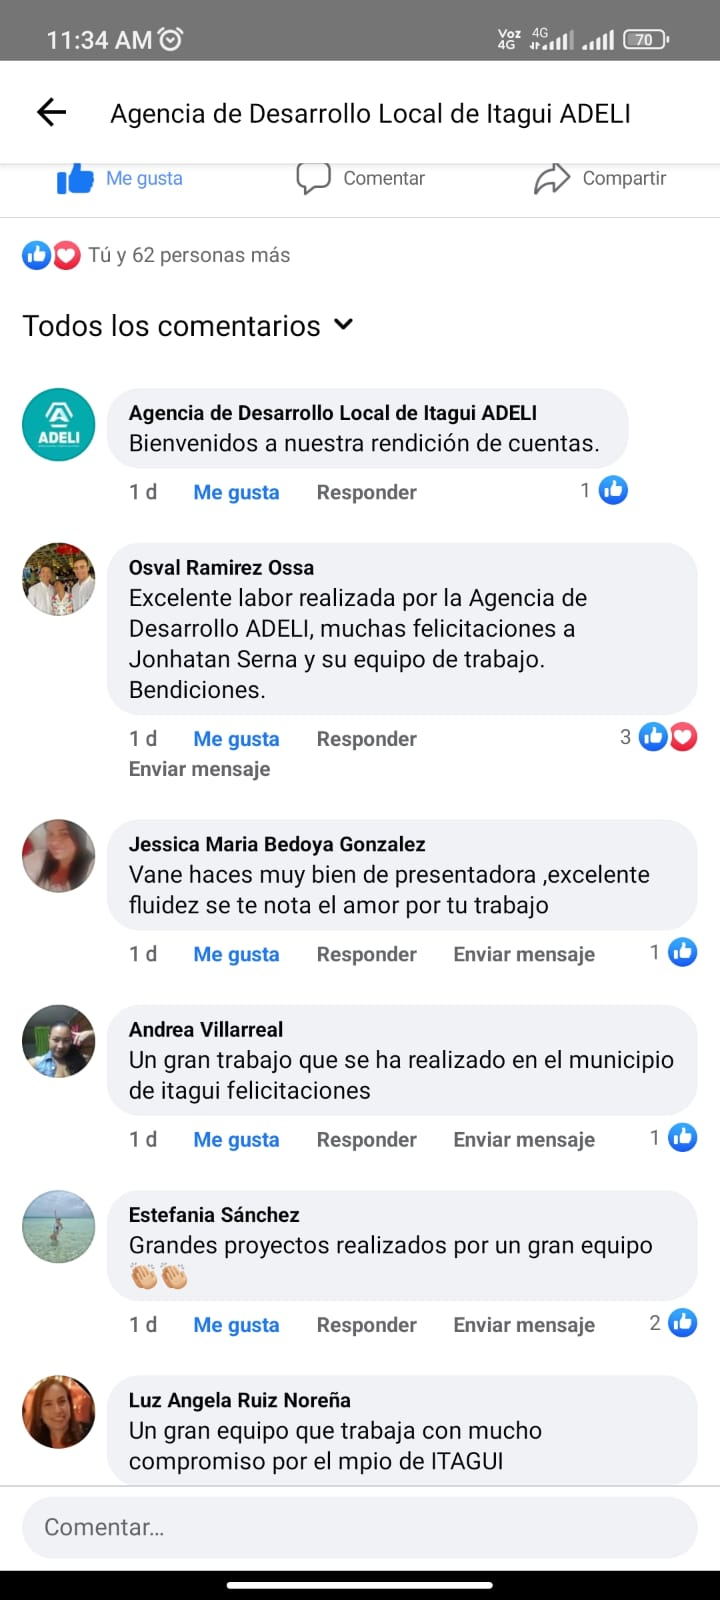 11:34 AM
Voz 4G 4G 70
Agencia de Desarrollo Local de Itagui ADELI
Me gusta Comentar Compartir
Tú y 62 personas más
Todos los comentarios
ADELI
Agencia de Desarrollo Local de Itagui ADELI
Bienvenidos a nuestra rendición de cuentas.
1 d Me gusta Responder 1
Osval Ramirez Ossa
Excelente labor realizada por la Agencia de
Desarrollo ADELI, muchas felicitaciones a
Jonhatan Serna y su equipo de trabajo.
Bendiciones.
1 d Me gusta Responder 3
Enviar mensaje
Jessica Maria Bedoya Gonzalez
Vane haces muy bien de presentadora ,excelente
fluidez se te nota el amor por tu trabajo
1 d Me gusta Responder Enviar mensaje 1
Andrea Villarreal
Un gran trabajo que se ha realizado en el municipio
de itagui felicitaciones
1 d Me gusta Responder Enviar mensaje 1
Estefania Sánchez
Grandes proyectos realizados por un gran equipo
👏🏼👏🏼
1 d Me gusta Responder Enviar mensaje 2
Luz Angela Ruiz Noreña
Un gran equipo que trabaja con mucho
compromiso por el mpio de ITAGUI
Comentar...